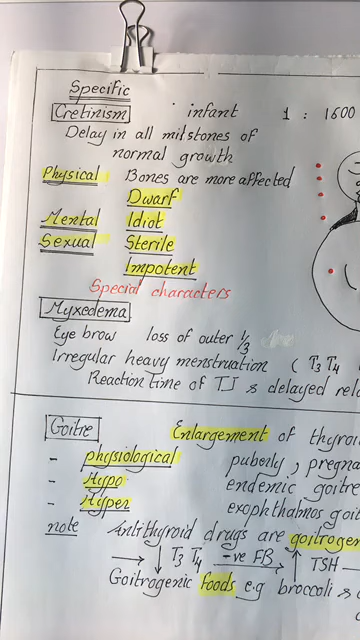 Specific
Cretinism infant 1 : 1600
Delay in all milstones of
normal growth
Physical Bones are more affected
Dwarf
Mental Idiot
Sexual Sterile
Impotent
Special characters
Myxedema
Eye brow loss of outer 1/3
Irregular heavy menstruation ( T3 T4
Reaction time of TJ is delayed rel
Goitre Enlargement of thyroi
- physiological puberty, pregna
- Hypo endemic goitre
- Hyper exophthalmos goit
note Antithyroid drugs are goitrogen
→ ↓ T3 T4 -ve FB → ↑ TSH
Goitrogenic foods e.g broccoli &